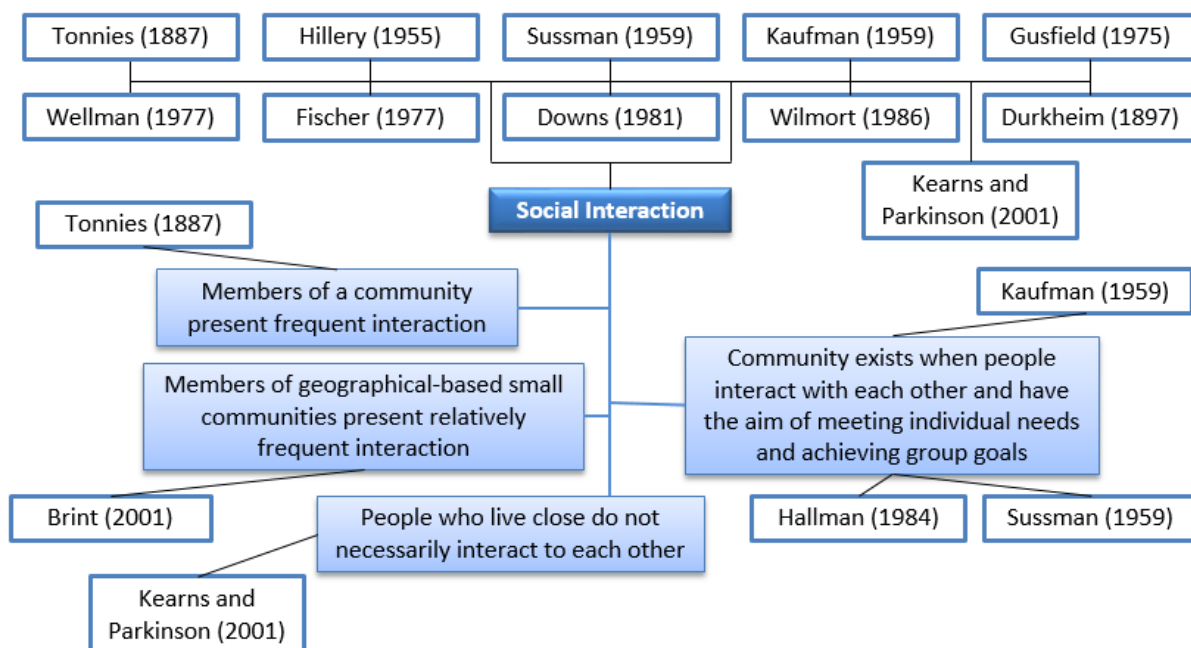 Tonnies (1887)
Hillery (1955)
Sussman (1959)
Kaufman (1959)
Gusfield (1975)
Wellman (1977)
Fischer (1977)
Downs (1981)
Wilmort (1986)
Durkheim (1897)
Kearns and
Parkinson (2001)
Social Interaction
Tonnies (1887)
Members of a community
present frequent interaction
Kaufman (1959)
Members of geographical-based small
communities present relatively
frequent interaction
Community exists when people
interact with each other and have
the aim of meeting individual needs
and achieving group goals
Brint (2001)
People who live close do not
necessarily interact to each other
Hallman (1984)
Sussman (1959)
Kearns and
Parkinson (2001)